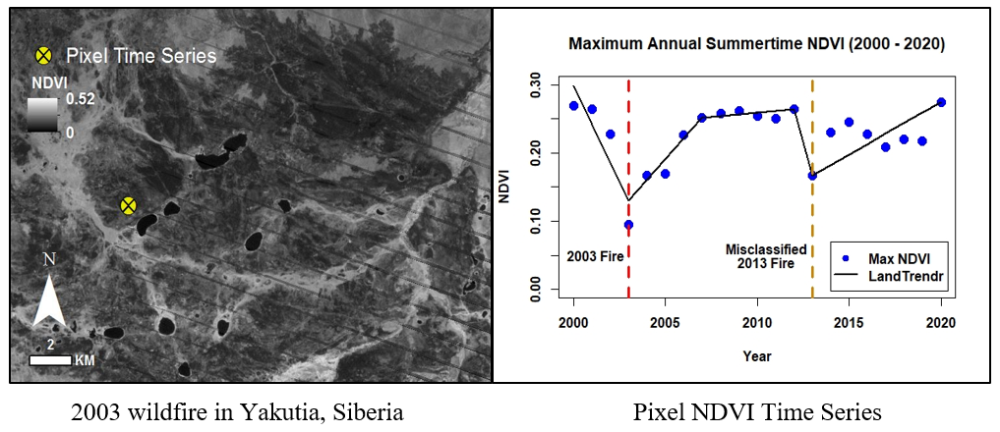 Pixel Time Series
NDVI
0.52
0
N
2
KM
2003 wildfire in Yakutia, Siberia
Maximum Annual Summertime NDVI (2000 - 2020)
NDVI
0.30
0.20
0.10
0.00
2003 Fire
Misclassified
2013 Fire
Max NDVI
LandTrendr
2000
2005
2010
2015
2020
Year
Pixel NDVI Time Series